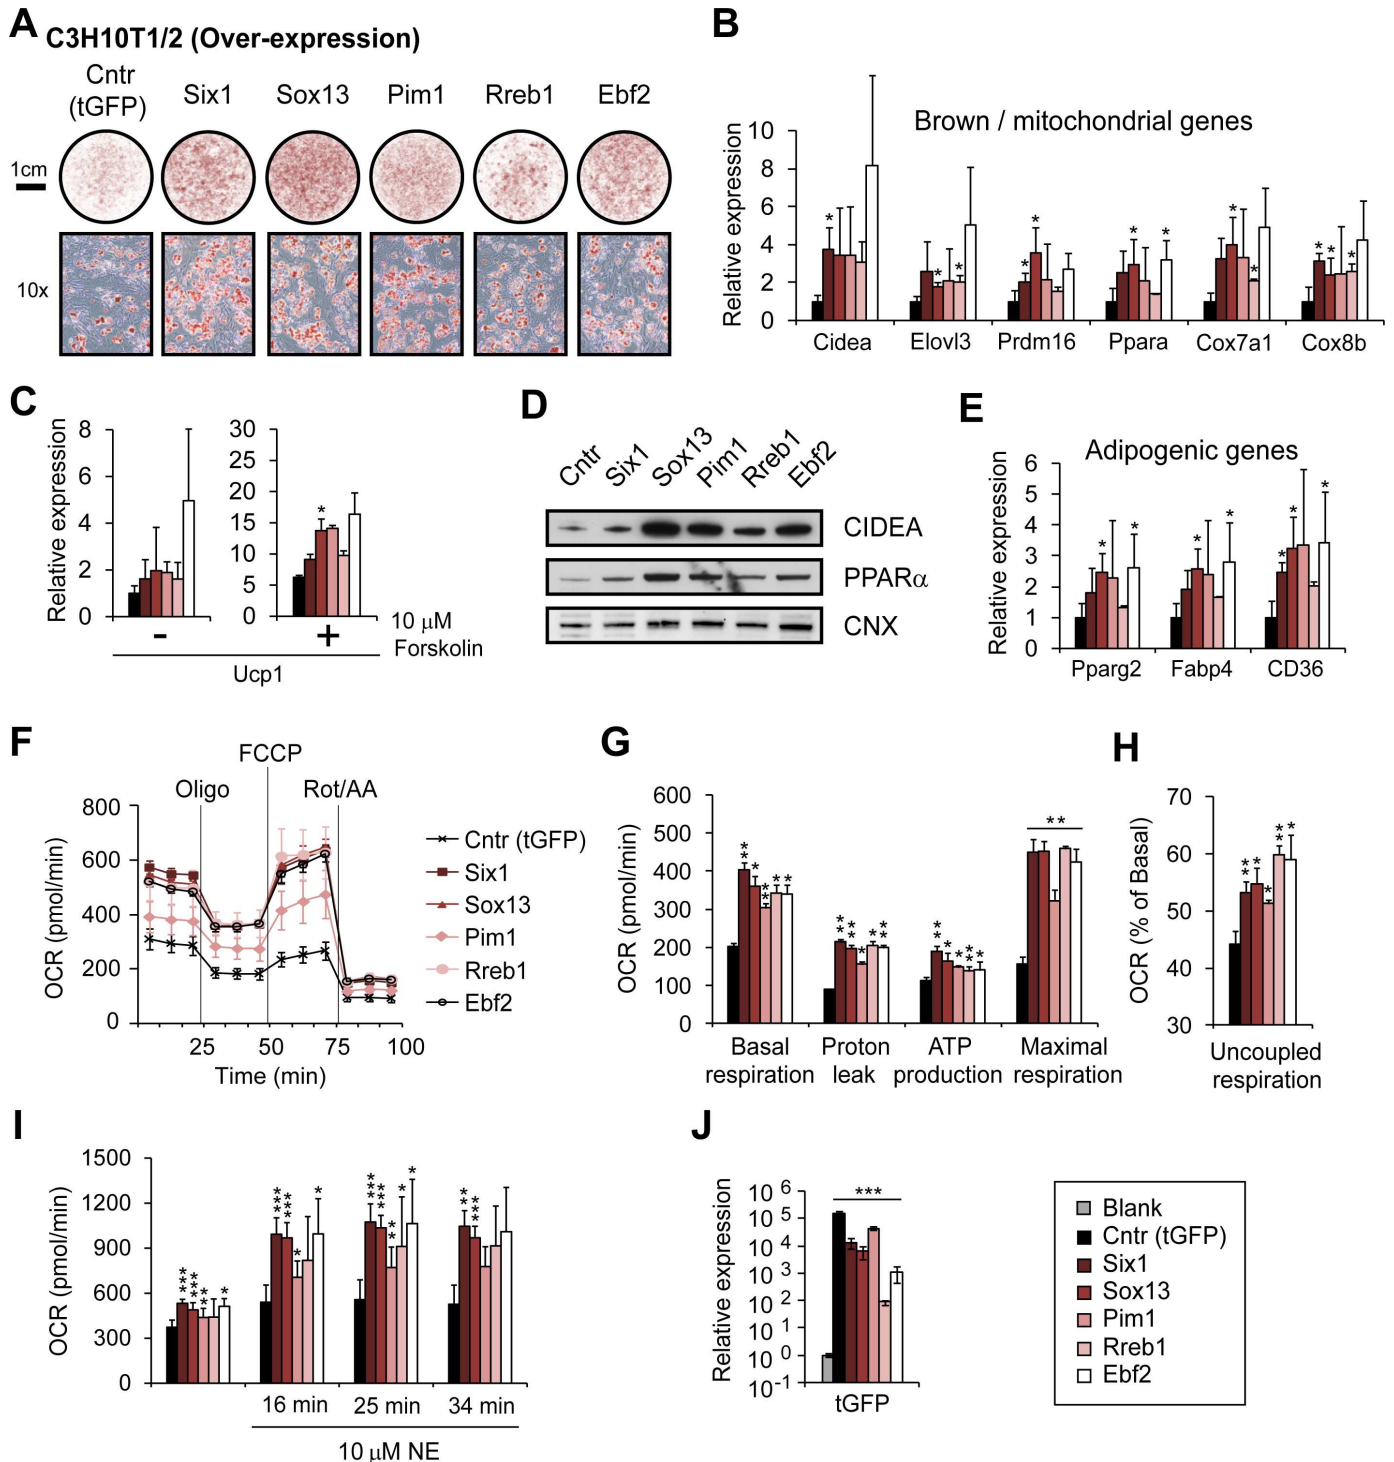 A
C3H10T1/2 (Over-expression)
Cntr
(tGFP)
Six1
Sox13
Pim1
Rreb1
Ebf2
1cm
10x
B
Brown / mitochondrial genes
Relative expression
10
8
6
4
2
0
* * * * * * * * * * * *
Cidea
Elovl3
Prdm16
Ppara
Cox7a1
Cox8b
C
Relative expression
8
6
4
2
0
30
25
20
15
10
5
0
*
-
+
10 μM
Forskolin
Ucp1
D
Cntr
Six1
Sox13
Pim1
Rreb1
Ebf2
CIDEA
PPARα
CNX
E
Adipogenic genes
Relative expression
6
5
4
3
2
1
0
* * * * * * *
Pparg2
Fabp4
CD36
F
FCCP
Oligo
Rot/AA
OCR (pmol/min)
800
600
400
200
0
25
50
75
100
Time (min)
Cntr (tGFP)
Six1
Sox13
Pim1
Rreb1
Ebf2
G
OCR (pmol/min)
600
500
400
300
200
100
0
** * ** * *
** ** * * **
** * * ** *
**
Basal
respiration
Proton
leak
ATP
production
Maximal
respiration
H
OCR (% of Basal)
70
60
50
40
30
** ** * ** **
Uncoupled
respiration
I
OCR (pmol/min)
1500
1200
900
600
300
0
*** *** ** *
*** *** * *
*** *** ** * *
** ***
16 min
25 min
34 min
10 μM NE
J
Relative expression
10 6
10 5
10 4
10 3
10 2
10 1
10 0
10-1
***
tGFP
Blank
Cntr (tGFP)
Six1
Sox13
Pim1
Rreb1
Ebf2